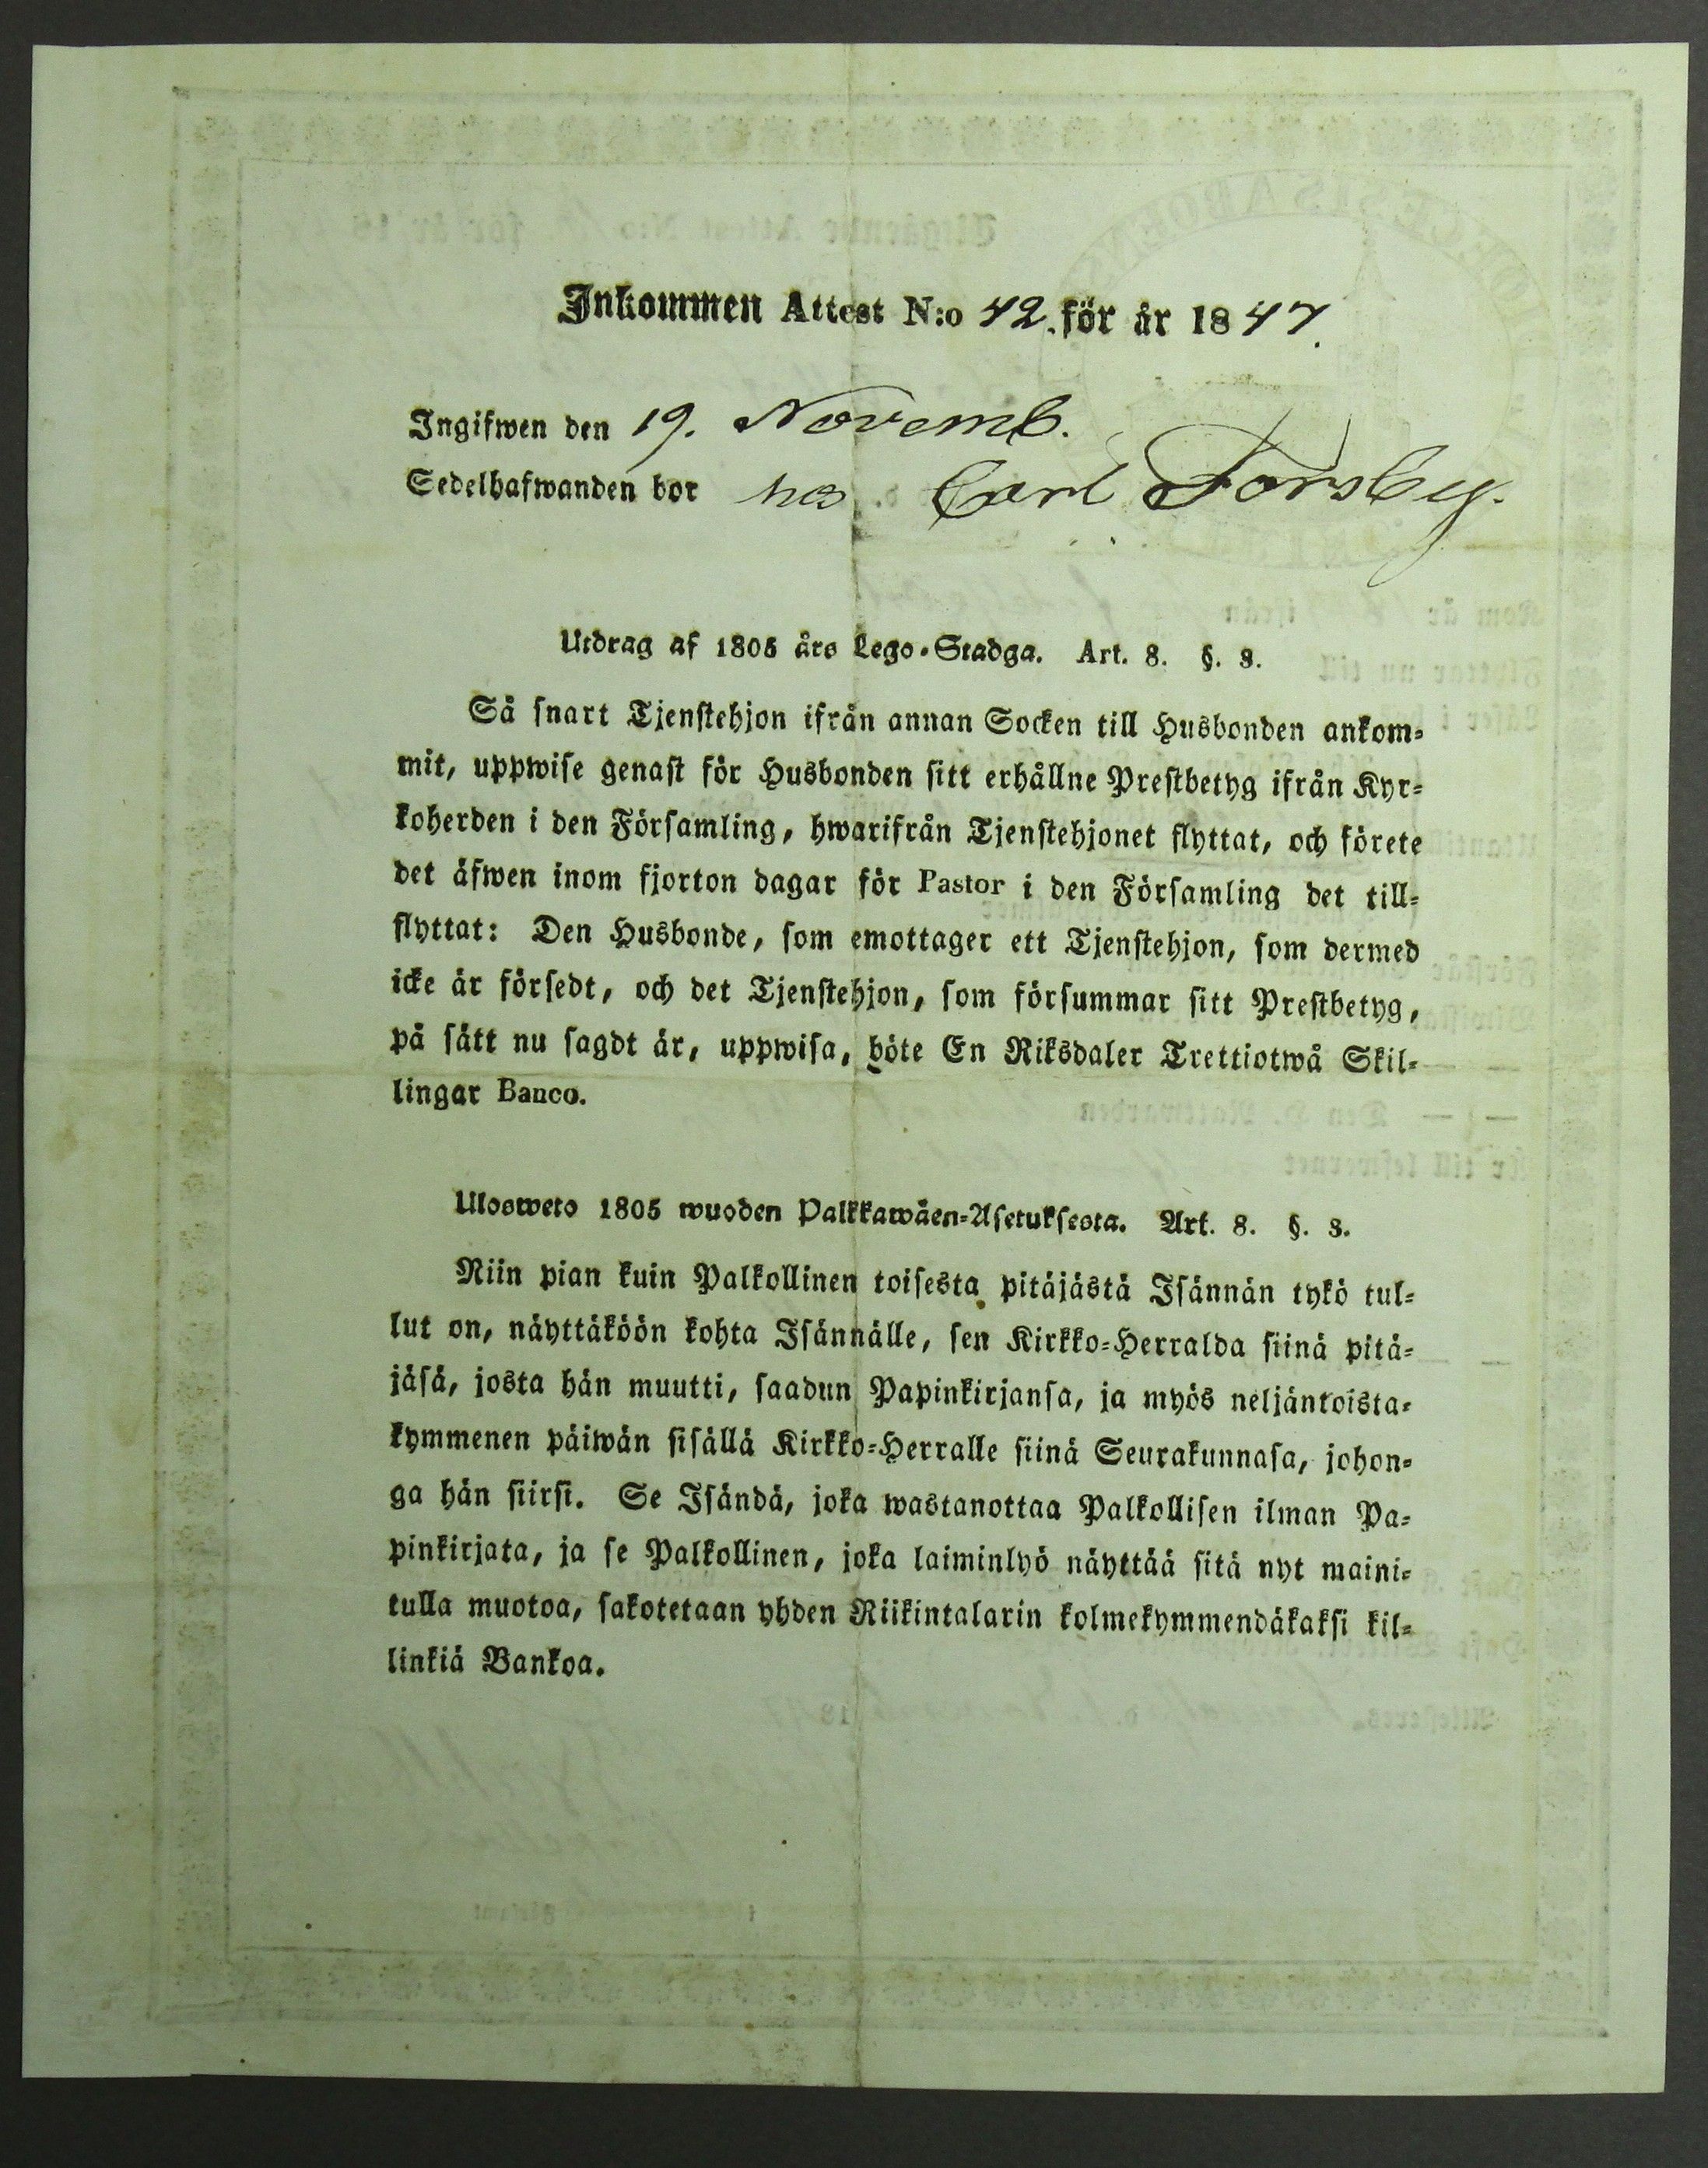 Inkommen Attest N:o 42. för år 1847.
Ingifwen den 19. Novemb.
Sedelhafwanden bor hos Carl Forsby.
Utdrag af 1805 års Lego-Stadga. Art. 8. §. 3.
Så snart Tjenstehjon ifrån annan Socken till Husbonden ankom-
mit, uppwise genast för Husbonden sitt erhållne Prestbetyg ifrån Kyr-
koherden i den Församling, hwarifrån Tjenstehjonet flyttat, och förete
det äfwen inom fjorton dagar för Pastor i den Församling det till-
flyttat: Den Husbonde, som emottager ett Tjenstehjon, som dermed
icke är försedt, och det Tjenstehjon, som försummar sitt Prestbetyg,
på sätt nu sagdt är, uppwisa, böte En Riksdaler Trettiotwå Skil-
lingar Banco.
Ulosweto 1805 wuoden Palkkawäen-Asetuksesta. Art. 8. §. 3.
Niin pian kuin Palkollinen toisesta pitäjästä Isännän tykö tul-
lut on, näyttäköön kohta Isännälle, sen Kirkko-Herralda siinä pitä-
jäsä, josta hän muutti, saadun Papinkirjansa, ja myös neljäntoista-
kymmenen päiwän sisällä Kirkko-Herralle siinä Seurakunnasa, johon-
ga hän siirsi. Se Isändä, joka wastanottaa Palkollisen ilman Pa-
pinkirjata, ja se Palkollinen, joka laiminlyö näyttää sitä nyt maini-
tulla muotoa, sakotetaan yhden Riikintalarin kolmekymmendäkaksi kil-
linkiä Bankoa.